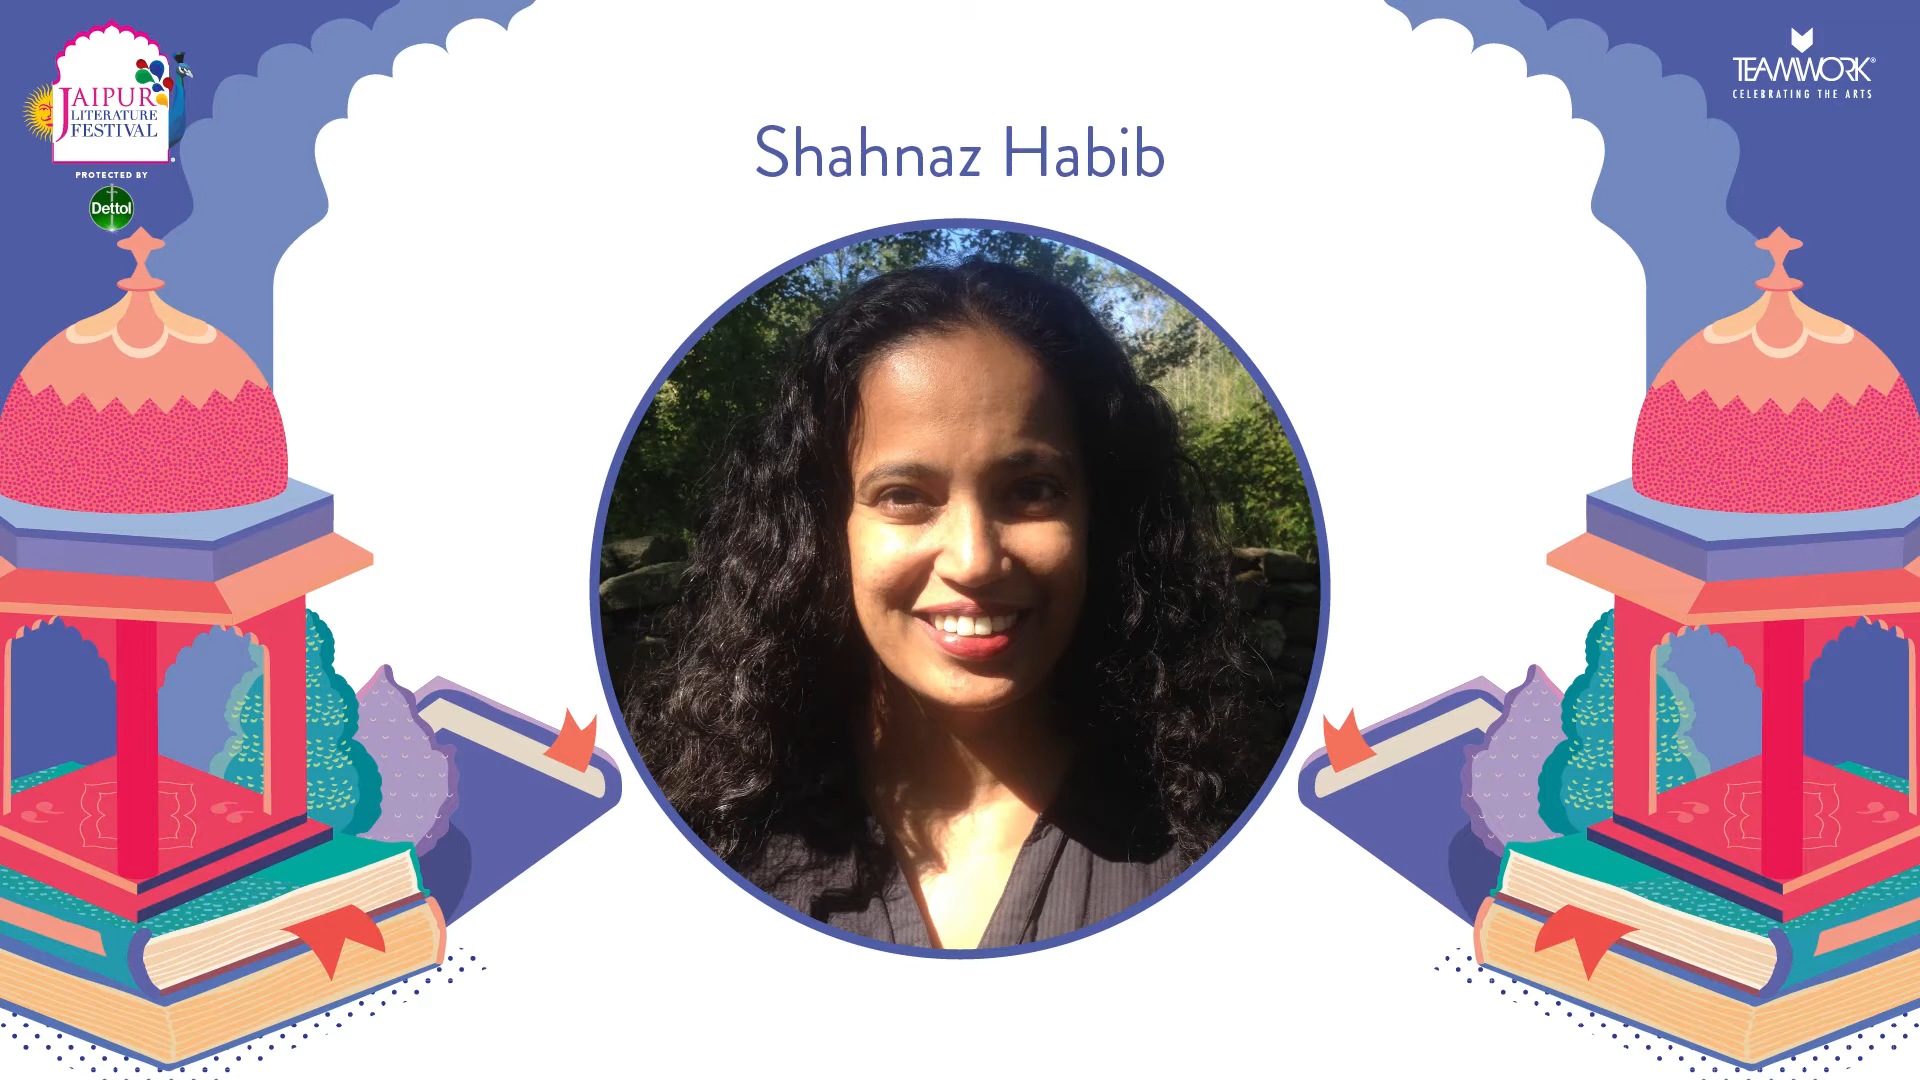 JAIPUR
LITERATURE
FESTIVAL
PROTECTED BY
Dettol
TEAMWORK®
CELEBRATING THE ARTS
Shahnaz Habib